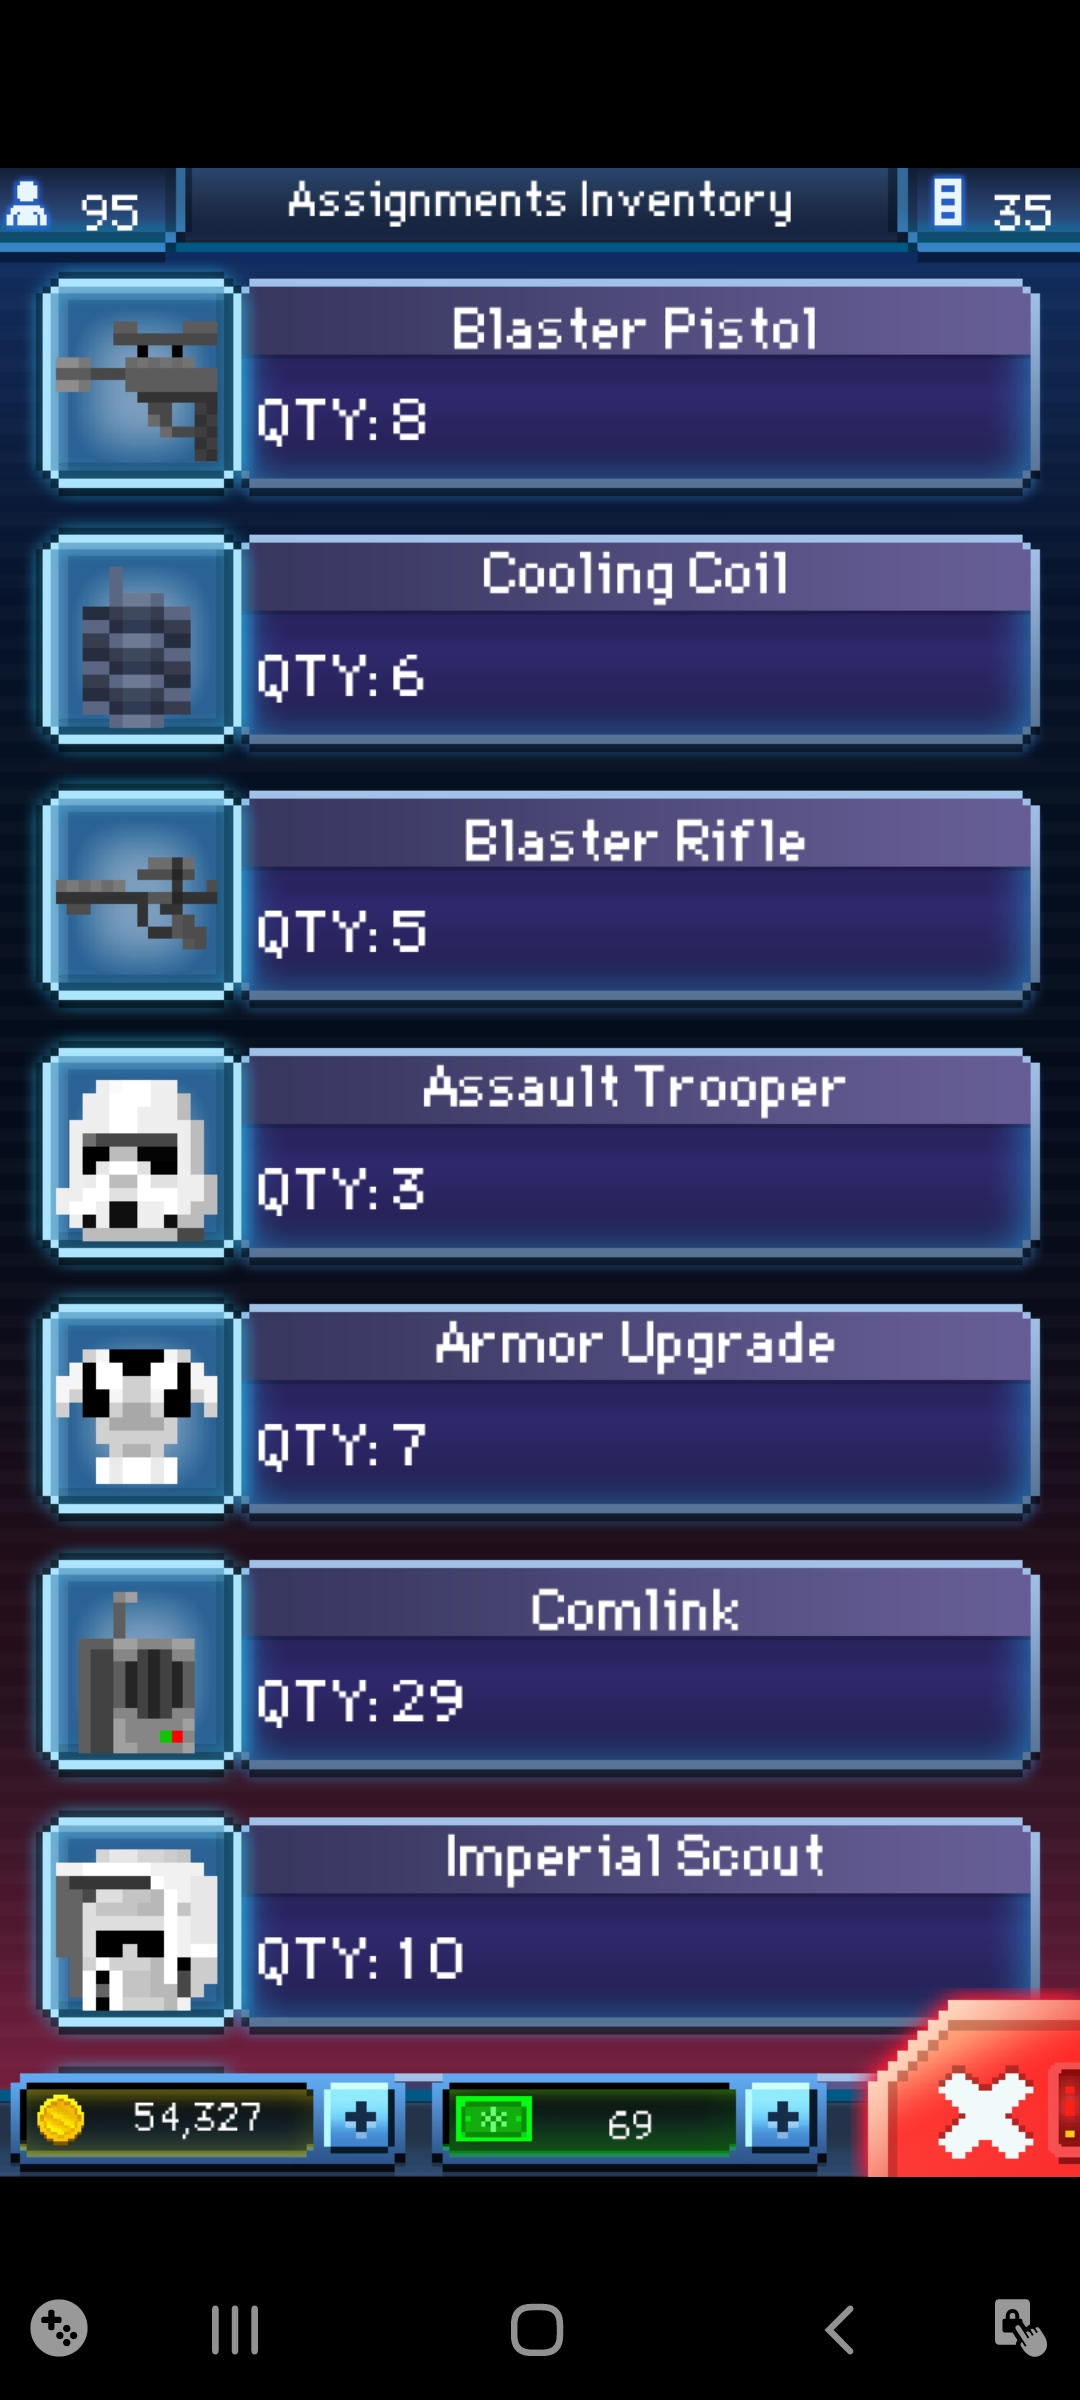 95
Assignments Inventory
35
Blaster Pistol
QTY: 8
Cooling Coil
QTY: 6
Blaster Rifle
QTY: 5
Assault Trooper
QTY: 3
Armor Upgrade
QTY: 7
Comlink
QTY: 29
Imperial Scout
QTY: 10
54,327
69